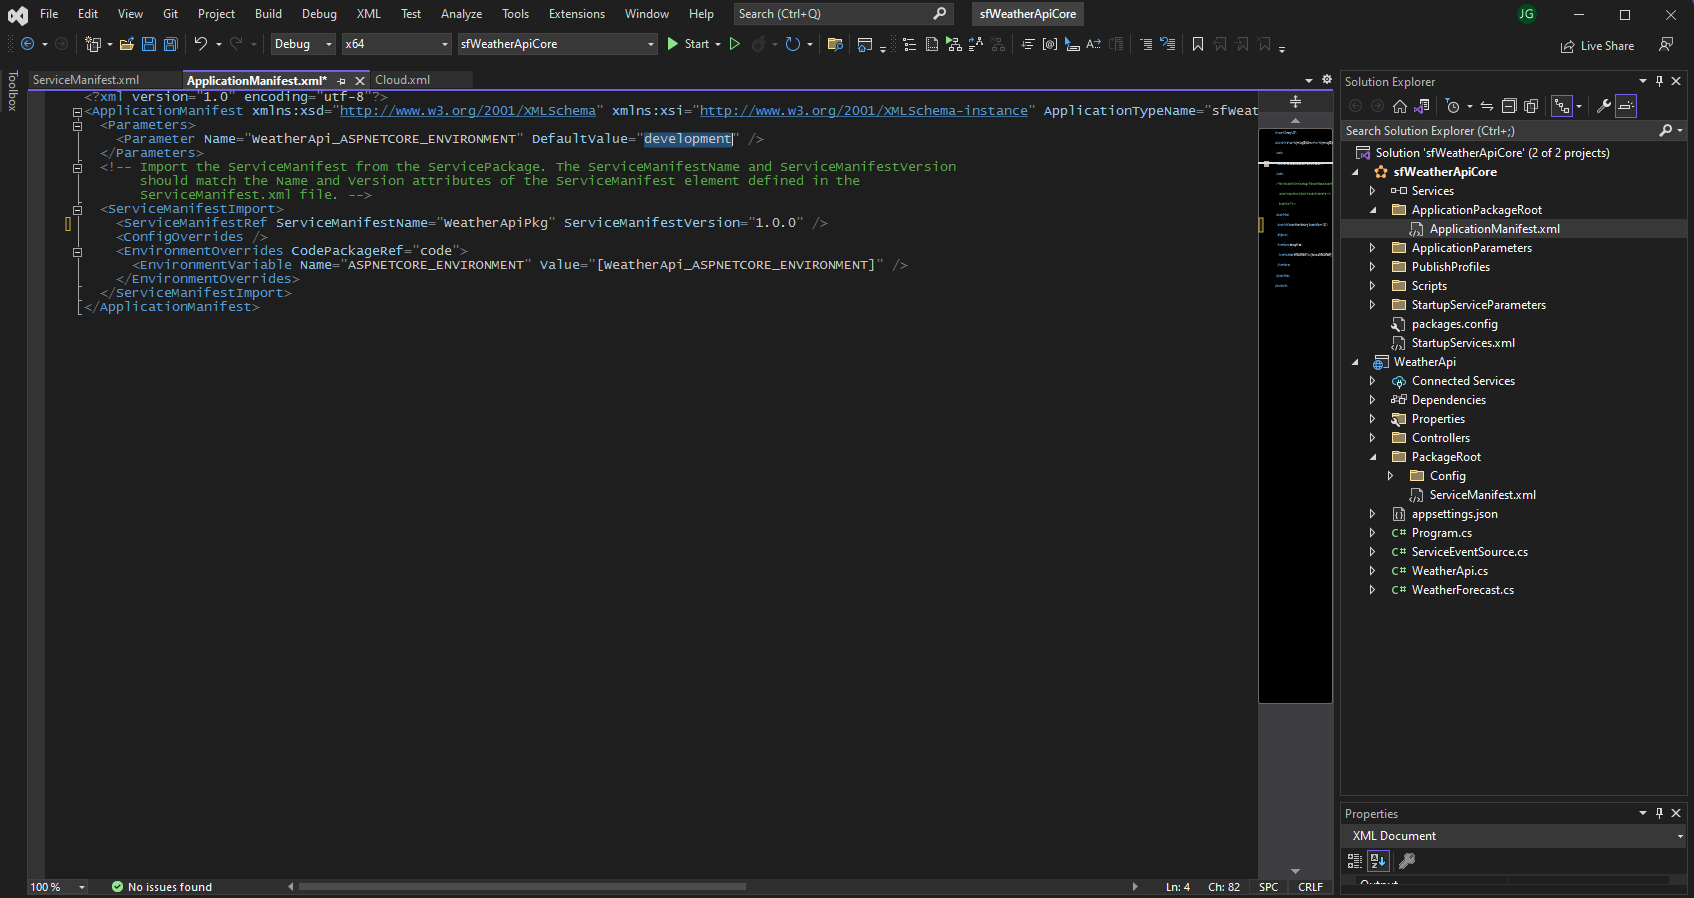 File Edit View Git Project Build Debug XML Test Analyze Tools Extensions Window Help Search (Ctrl+Q) sfWeatherApiCore JG
Debug x64 sfWeatherApiCore Start Live Share
Toolbox
ServiceManifest.xml ApplicationManifest.xml* Cloud.xml
<?xml version="1.0" encoding="utf-8"?>
<ApplicationManifest xmlns:xsd="http://www.w3.org/2001/XMLSchema" xmlns:xsi="http://www.w3.org/2001/XMLSchema-instance" ApplicationTypeName="sfWeat
<Parameters>
<Parameter Name="WeatherApi_ASPNETCORE_ENVIRONMENT" DefaultValue="development" />
</Parameters>
<!-- Import the ServiceManifest from the ServicePackage. The ServiceManifestName and ServiceManifestVersion
should match the Name and Version attributes of the ServiceManifest element defined in the
ServiceManifest.xml file. -->
<ServiceManifestImport>
<ServiceManifestRef ServiceManifestName="WeatherApiPkg" ServiceManifestVersion="1.0.0" />
<ConfigOverrides />
<EnvironmentOverrides CodePackageRef="code">
<EnvironmentVariable Name="ASPNETCORE_ENVIRONMENT" Value="[WeatherApi_ASPNETCORE_ENVIRONMENT]" />
</EnvironmentOverrides>
</ServiceManifestImport>
</ApplicationManifest>
100 % No issues found Ln: 4 Ch: 82 SPC CRLF
Solution Explorer
Search Solution Explorer (Ctrl+;)
Solution 'sfWeatherApiCore' (2 of 2 projects)
sfWeatherApiCore
Services
ApplicationPackageRoot
ApplicationManifest.xml
ApplicationParameters
PublishProfiles
Scripts
StartupServiceParameters
packages.config
StartupServices.xml
WeatherApi
Connected Services
Dependencies
Properties
Controllers
PackageRoot
Config
ServiceManifest.xml
appsettings.json
C# Program.cs
C# ServiceEventSource.cs
C# WeatherApi.cs
C# WeatherForecast.cs
Properties
XML Document
Output